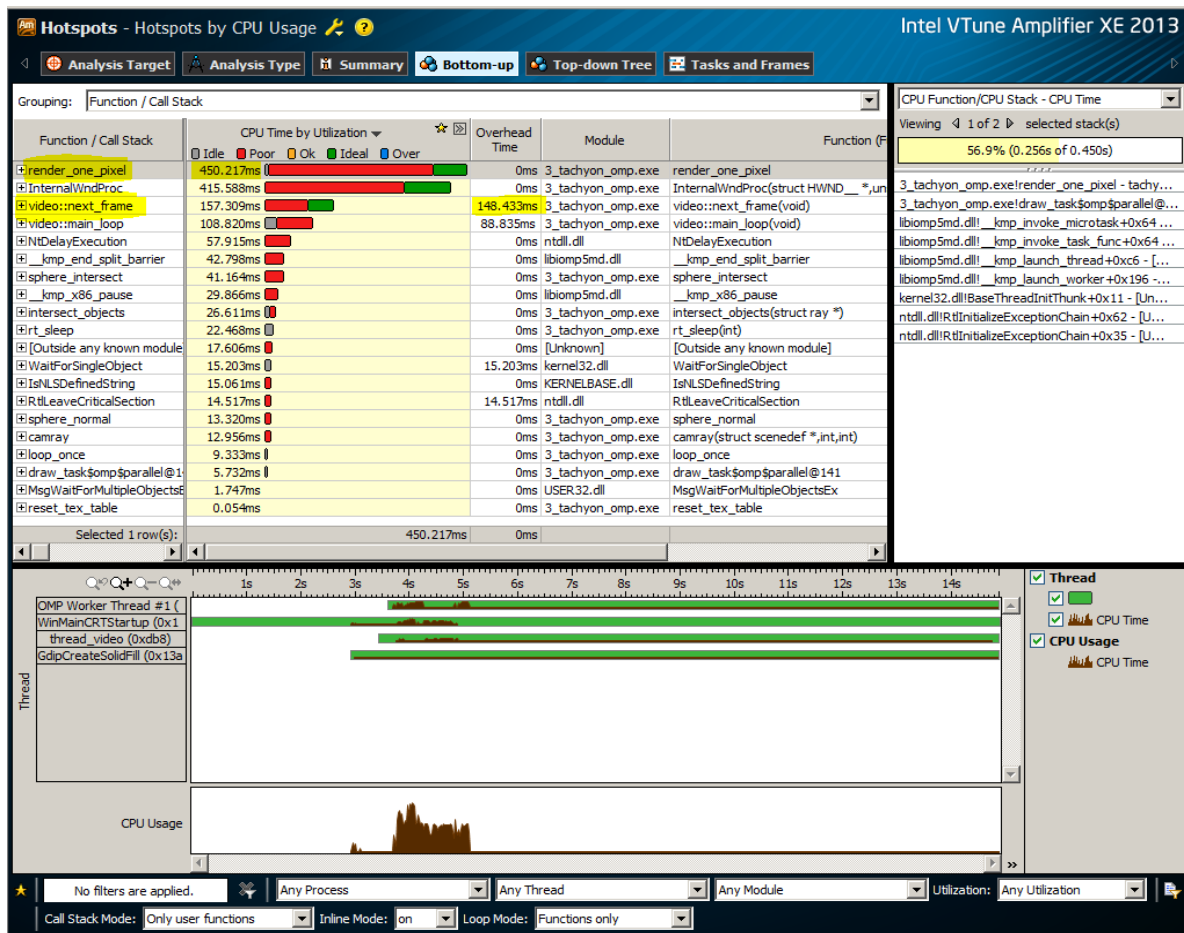 Hotspots - Hotspots by CPU Usage
Intel VTune Amplifier XE 2013
Analysis Target Analysis Type Summary Bottom-up Top-down Tree Tasks and Frames
Grouping: Function / Call Stack
Function / Call Stack CPU Time by Utilization Overhead Time Module Function (F
Idle Poor Ok Ideal Over
render_one_pixel 450.217ms 0ms 3_tachyon_omp.exe render_one_pixel
InternalWndProc 415.588ms 0ms 3_tachyon_omp.exe InternalWndProc(struct HWND__ *,un
video::next_frame 157.309ms 148.433ms 3_tachyon_omp.exe video::next_frame(void)
video::main_loop 108.820ms 88.835ms 3_tachyon_omp.exe video::main_loop(void)
NtDelayExecution 57.915ms 0ms ntdll.dll NtDelayExecution
__kmp_end_split_barrier 42.798ms 0ms libiomp5md.dll __kmp_end_split_barrier
sphere_intersect 41.164ms 0ms 3_tachyon_omp.exe sphere_intersect
__kmp_x86_pause 29.866ms 0ms libiomp5md.dll __kmp_x86_pause
intersect_objects 26.611ms 0ms 3_tachyon_omp.exe intersect_objects(struct ray *)
rt_sleep 22.468ms 0ms 3_tachyon_omp.exe rt_sleep(int)
[Outside any known module 17.606ms 0ms [Unknown] [Outside any known module]
WaitForSingleObject 15.203ms 15.203ms kernel32.dll WaitForSingleObject
IsNLSDefinedString 15.061ms 0ms KERNELBASE.dll IsNLSDefinedString
RtlLeaveCriticalSection 14.517ms 14.517ms ntdll.dll RtlLeaveCriticalSection
sphere_normal 13.320ms 0ms 3_tachyon_omp.exe sphere_normal
camray 12.956ms 0ms 3_tachyon_omp.exe camray(struct scenedef *,int,int)
loop_once 9.333ms 0ms 3_tachyon_omp.exe loop_once
draw_task$omp$parallel@1 5.732ms 0ms 3_tachyon_omp.exe draw_task$omp$parallel@141
MsgWaitForMultipleObjectsE 1.747ms 0ms USER32.dll MsgWaitForMultipleObjectsEx
reset_tex_table 0.054ms 0ms 3_tachyon_omp.exe reset_tex_table
Selected 1 row(s): 450.217ms 0ms
CPU Function/CPU Stack - CPU Time
Viewing 1 of 2 selected stack(s)
56.9% (0.256s of 0.450s)
3_tachyon_omp.exe!render_one_pixel - tachy...
3_tachyon_omp.exe!draw_task$omp$parallel@...
libiomp5md.dll!__kmp_invoke_microtask+0x64 ...
libiomp5md.dll!__kmp_invoke_task_func+0x64 ...
libiomp5md.dll!__kmp_launch_thread+0xc6 - [...
libiomp5md.dll!__kmp_launch_worker+0x196 -...
kernel32.dll!BaseThreadInitThunk+0x11 - [Un...
ntdll.dll!RtlInitializeExceptionChain+0x62 - [U...
ntdll.dll!RtlInitializeExceptionChain+0x35 - [U...
1s 2s 3s 4s 5s 6s 7s 8s 9s 10s 11s 12s 13s 14s
Thread
OMP Worker Thread #1 (
WinMainCRTStartup (0x1
thread_video (0xdb8)
GdipCreateSolidFill (0x13a
CPU Usage
Thread
CPU Time
CPU Usage
CPU Time
No filters are applied. Any Process Any Thread Any Module Utilization: Any Utilization
Call Stack Mode: Only user functions Inline Mode: on Loop Mode: Functions only